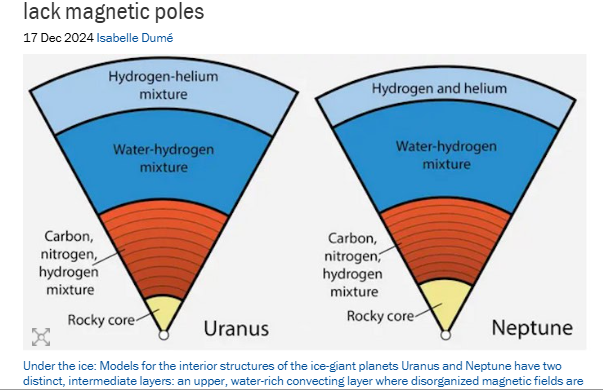 lack magnetic poles
17 Dec 2024 Isabelle Dumé
Hydrogen-helium
mixture
Water-hydrogen
mixture
Carbon,
nitrogen,
hydrogen
mixture
Rocky core
Uranus
Hydrogen and helium
Water-hydrogen
mixture
Carbon,
nitrogen,
hydrogen
mixture
Rocky core
Neptune
Under the ice: Models for the interior structures of the ice-giant planets Uranus and Neptune have two
distinct, intermediate layers: an upper, water-rich convecting layer where disorganized magnetic fields are